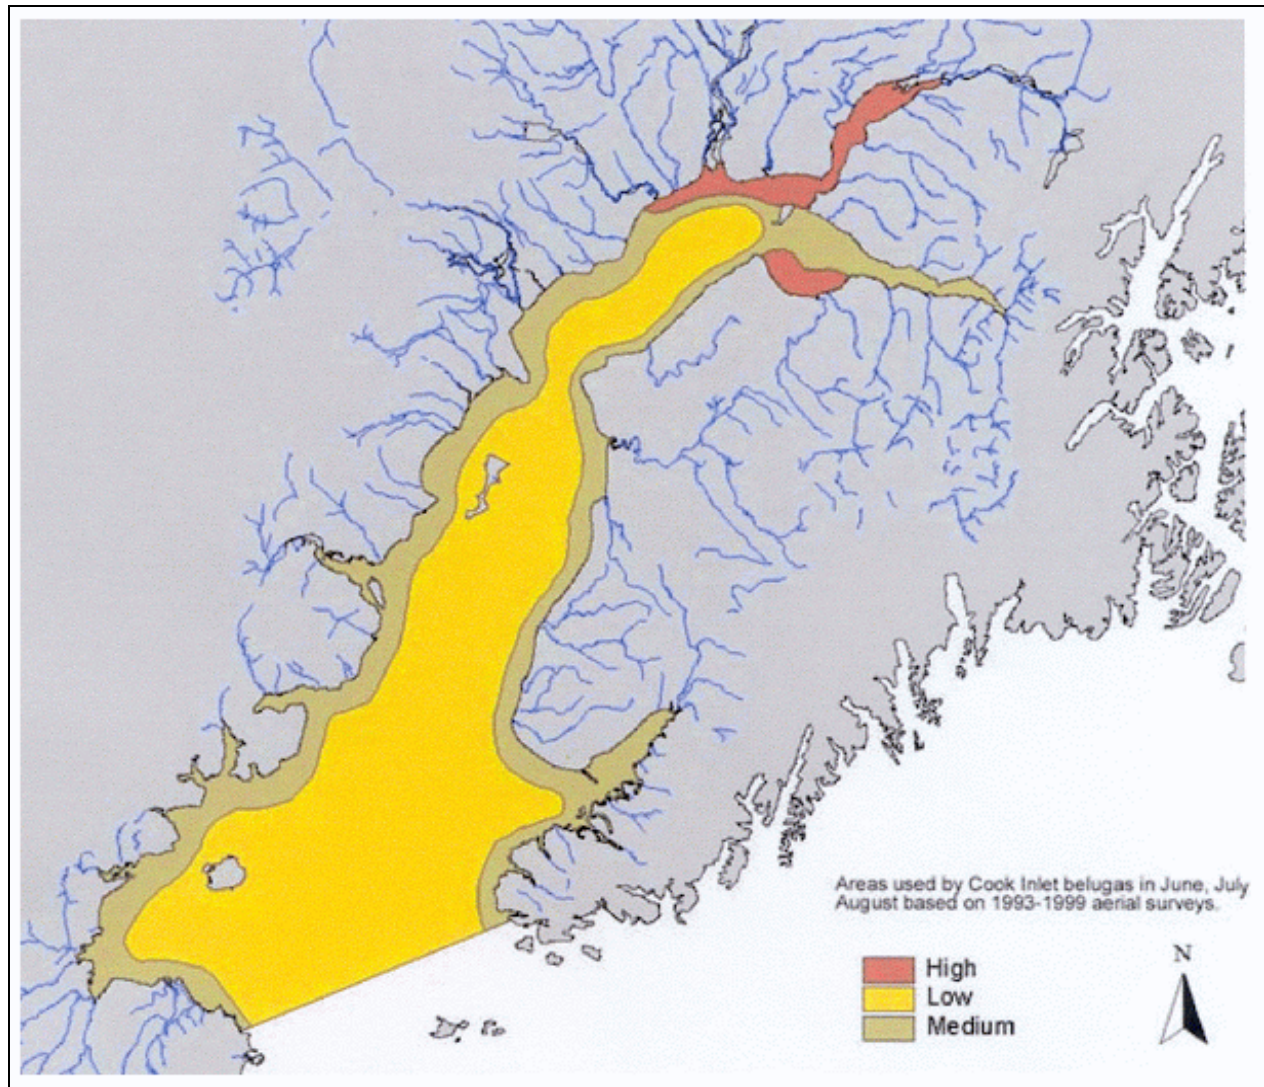 Areas used by Cook Inlet belugas in June, July
August based on 1993-1999 aerial surveys.
High
Low
Medium
N